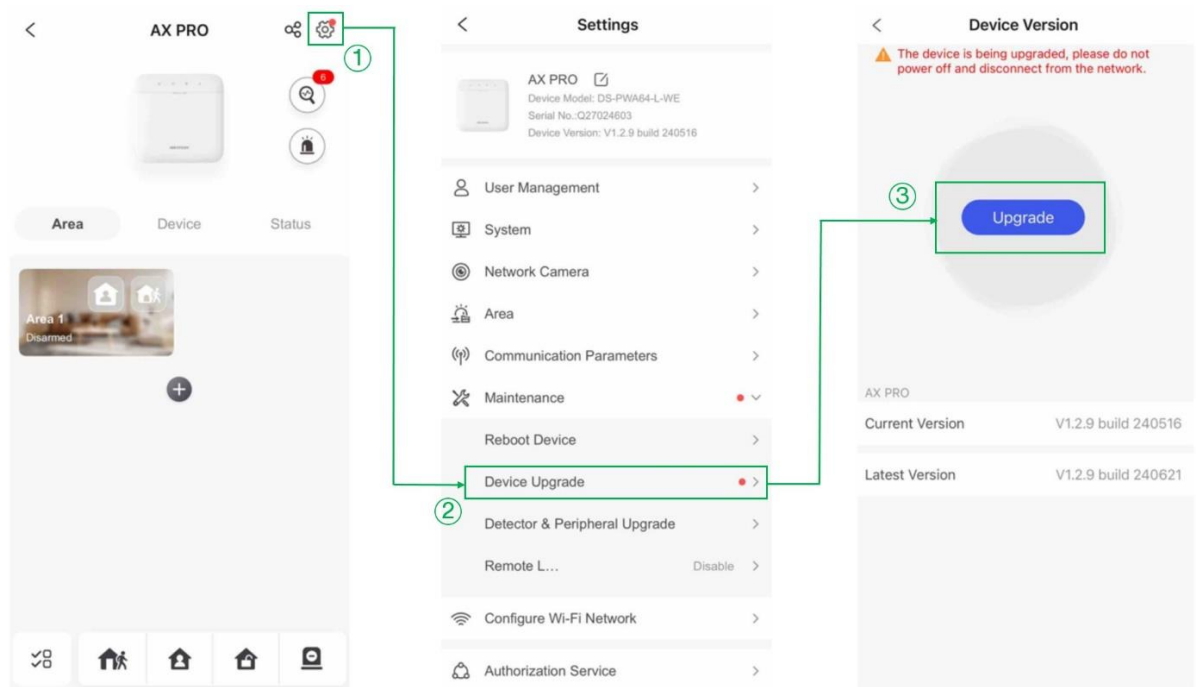 AX PRO
①
6
Area
Device
Status
Area 1
Disarmed
Settings
AX PRO
Device Model: DS-PWA64-L-WE
Serial No.:Q27024603
Device Version: V1.2.9 build 240516
User Management
System
Network Camera
Area
Communication Parameters
Maintenance
Reboot Device
Device Upgrade
②
Detector & Peripheral Upgrade
Remote L... Disable
Configure Wi-Fi Network
Authorization Service
Device Version
The device is being upgraded, please do not
power off and disconnect from the network.
③
Upgrade
AX PRO
Current Version V1.2.9 build 240516
Latest Version V1.2.9 build 240621